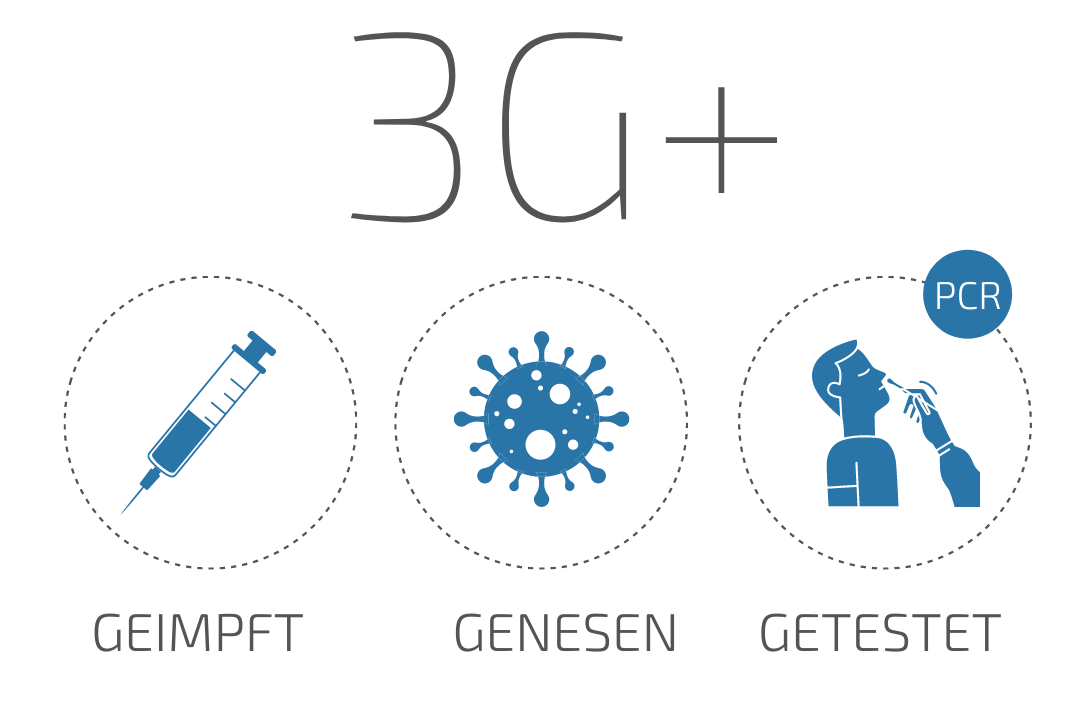 3G+
PCR
GEIMPFT
GENESEN
GETESTET